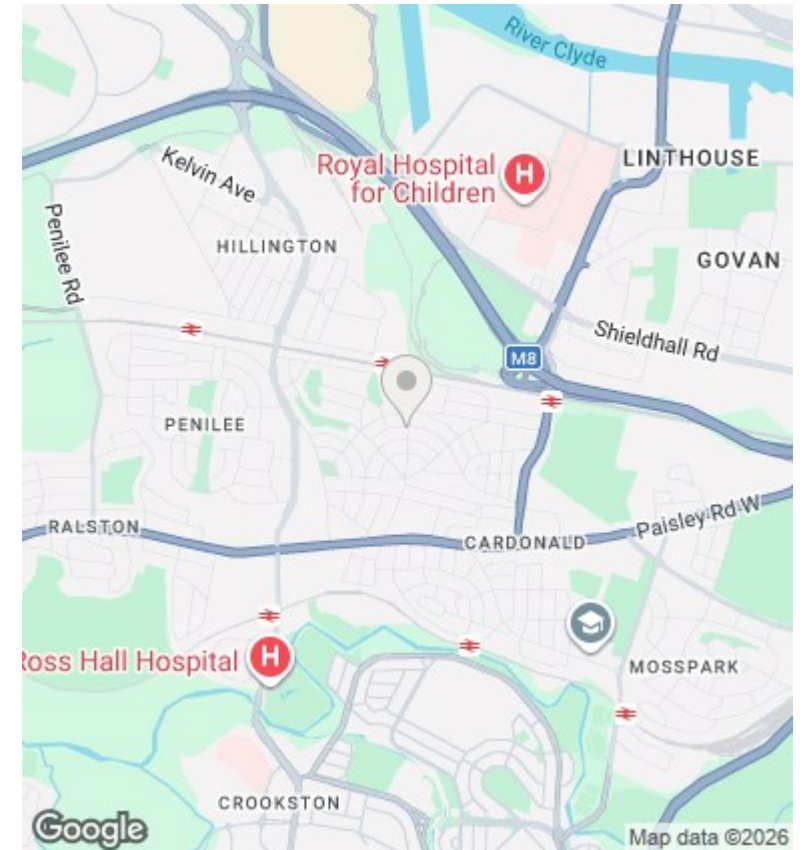 River Clyde
Kelvin Ave
Royal Hospital
for Children
H
LINTHOUSE
Penilee Rd
HILLINGTON
GOVAN
Shieldhall Rd
M8
PENILEE
RALSTON
CARDONALD
Paisley Rd W
Ross Hall Hospital
H
MOSSPARK
CROOKSTON
Google
Map data ©2026